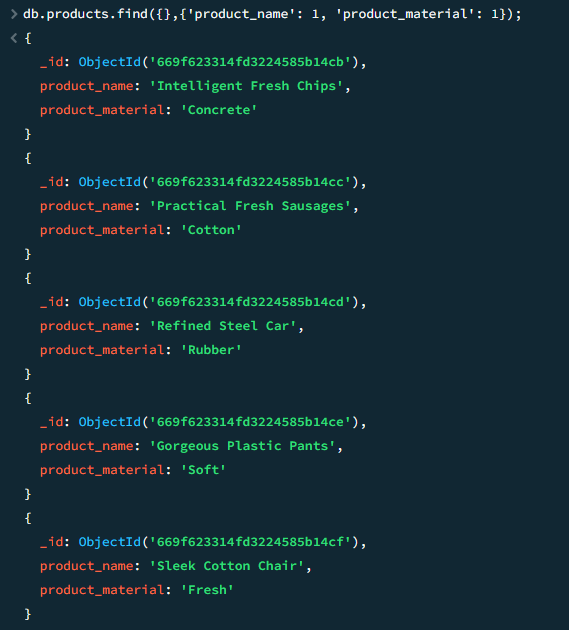 > db.products.find({},{'product_name': 1, 'product_material': 1});
< {
_id: ObjectId('669f623314fd3224585b14cb'),
product_name: 'Intelligent Fresh Chips',
product_material: 'Concrete'
}
{
_id: ObjectId('669f623314fd3224585b14cc'),
product_name: 'Practical Fresh Sausages',
product_material: 'Cotton'
}
{
_id: ObjectId('669f623314fd3224585b14cd'),
product_name: 'Refined Steel Car',
product_material: 'Rubber'
}
{
_id: ObjectId('669f623314fd3224585b14ce'),
product_name: 'Gorgeous Plastic Pants',
product_material: 'Soft'
}
{
_id: ObjectId('669f623314fd3224585b14cf'),
product_name: 'Sleek Cotton Chair',
product_material: 'Fresh'
}